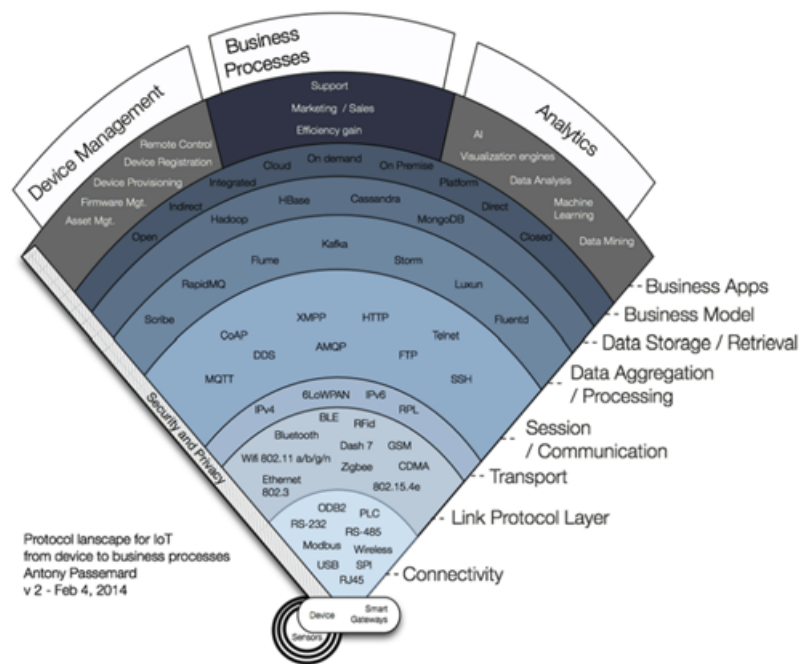 Business
Processes
Device Management
Analytics
Support
Marketing / Sales
Efficiency gain
Remote Control
Device Registration
Device Provisioning
Firmware Mgt.
Asset Mgt.
AI
Visualization engines
Data Analysis
Machine
Learning
Data Mining
Open
Indirect
Integrated
Cloud
On demand
On Premise
Platform
Direct
Closed
Hadoop
HBase
Cassandra
MongoDB
Scribe
RapidMQ
Flume
Kafka
Storm
Luxun
Fluentd
MQTT
CoAP
DDS
XMPP
AMQP
HTTP
FTP
Telnet
SSH
IPv4
6LoWPAN
IPv6
RPL
BLE
RFid
Bluetooth
Dash 7
GSM
Wifi 802.11 a/b/g/n
Zigbee
CDMA
Ethernet
802.3
802.15.4e
ODB2
PLC
RS-232
RS-485
Modbus
Wireless
USB
SPI
RJ45
Business Apps
Business Model
Data Storage / Retrieval
Data Aggregation
/ Processing
Session
/ Communication
Transport
Link Protocol Layer
Connectivity
Security and Privacy
Protocol lanscape for IoT
from device to business processes
Antony Passemard
v 2 - Feb 4, 2014
Device
Smart
Gateways
Sensors